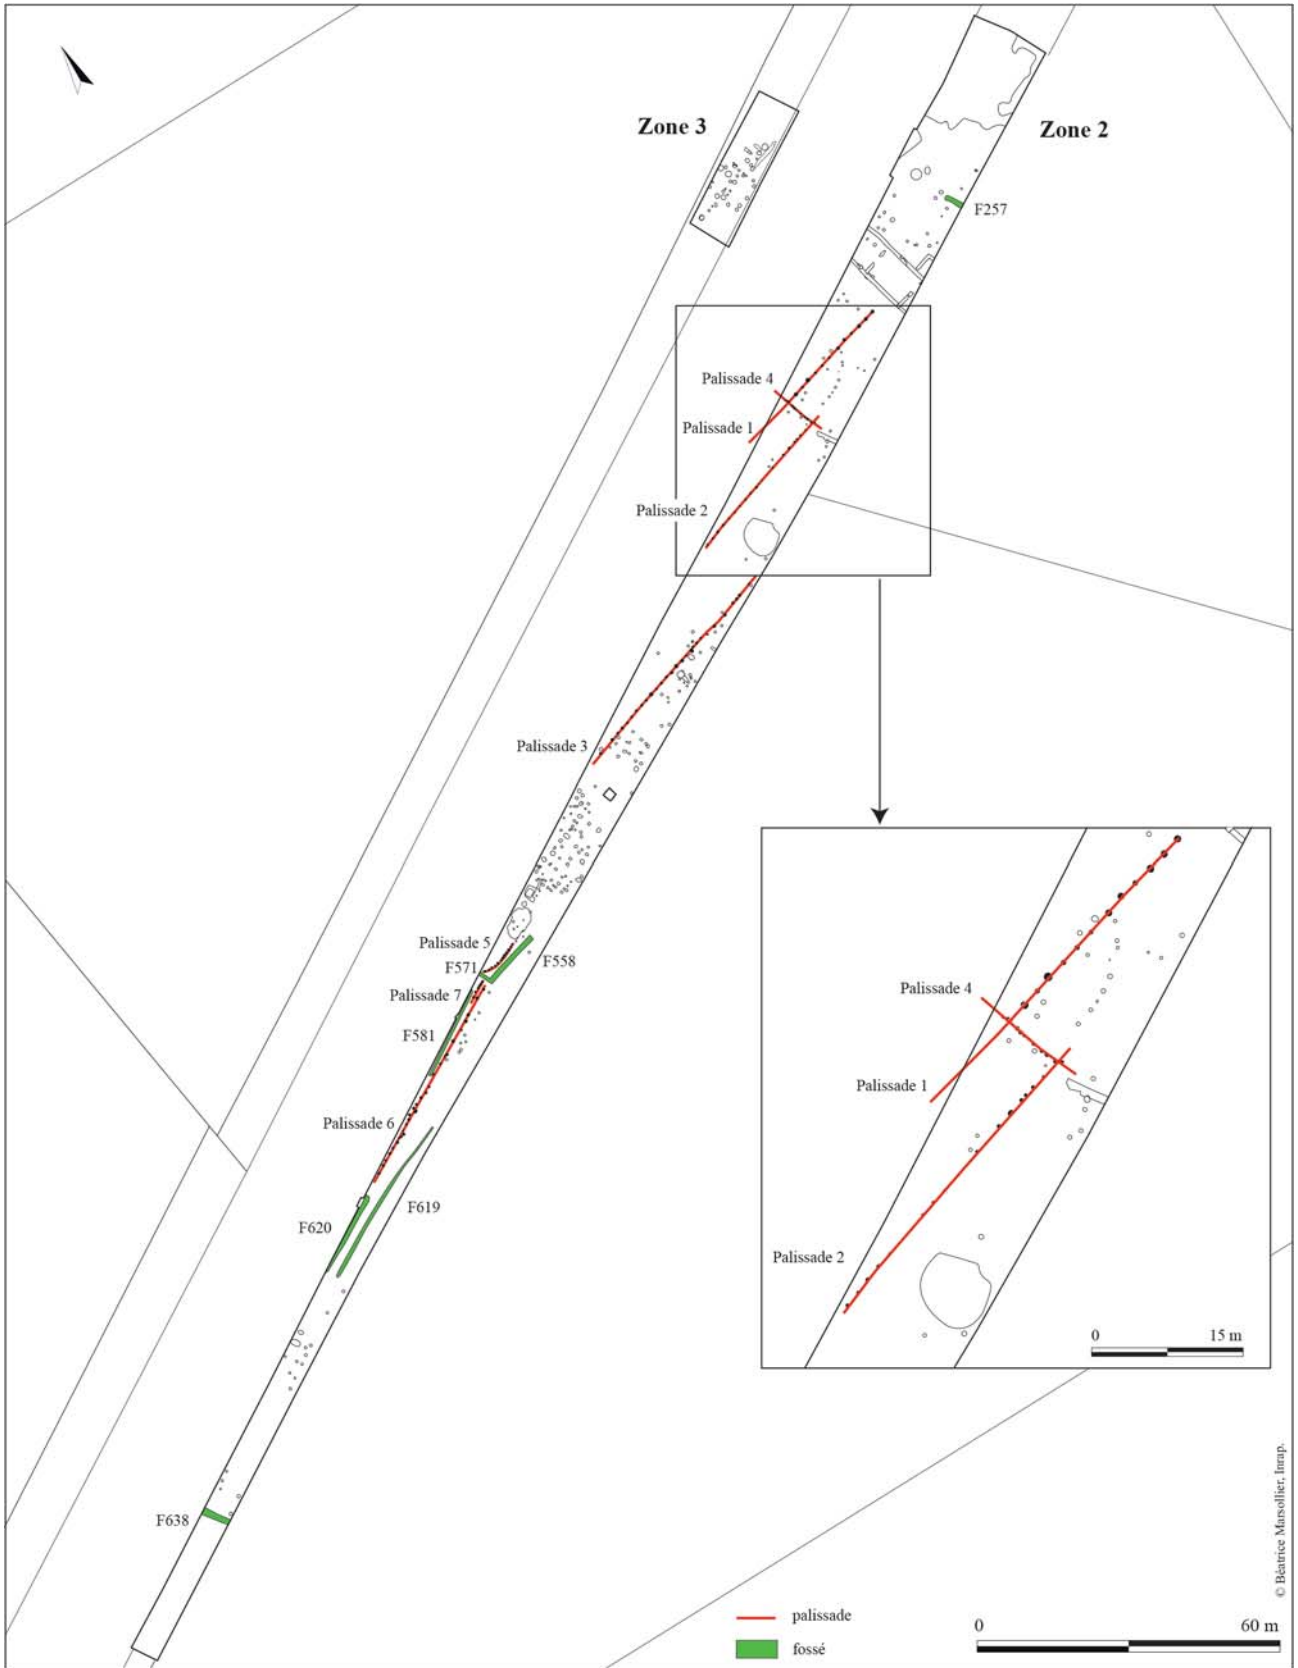 Zone 3
Zone 2
F257
Palissade 4
Palissade 1
Palissade 2
Palissade 3
Palissade 5
F571
F558
Palissade 7
F581
Palissade 6
F619
F620
F638
Palissade 4
Palissade 1
Palissade 2
0 15 m
palissade
fossé
0 60 m
© Béatrice Marsollier, Inrap.